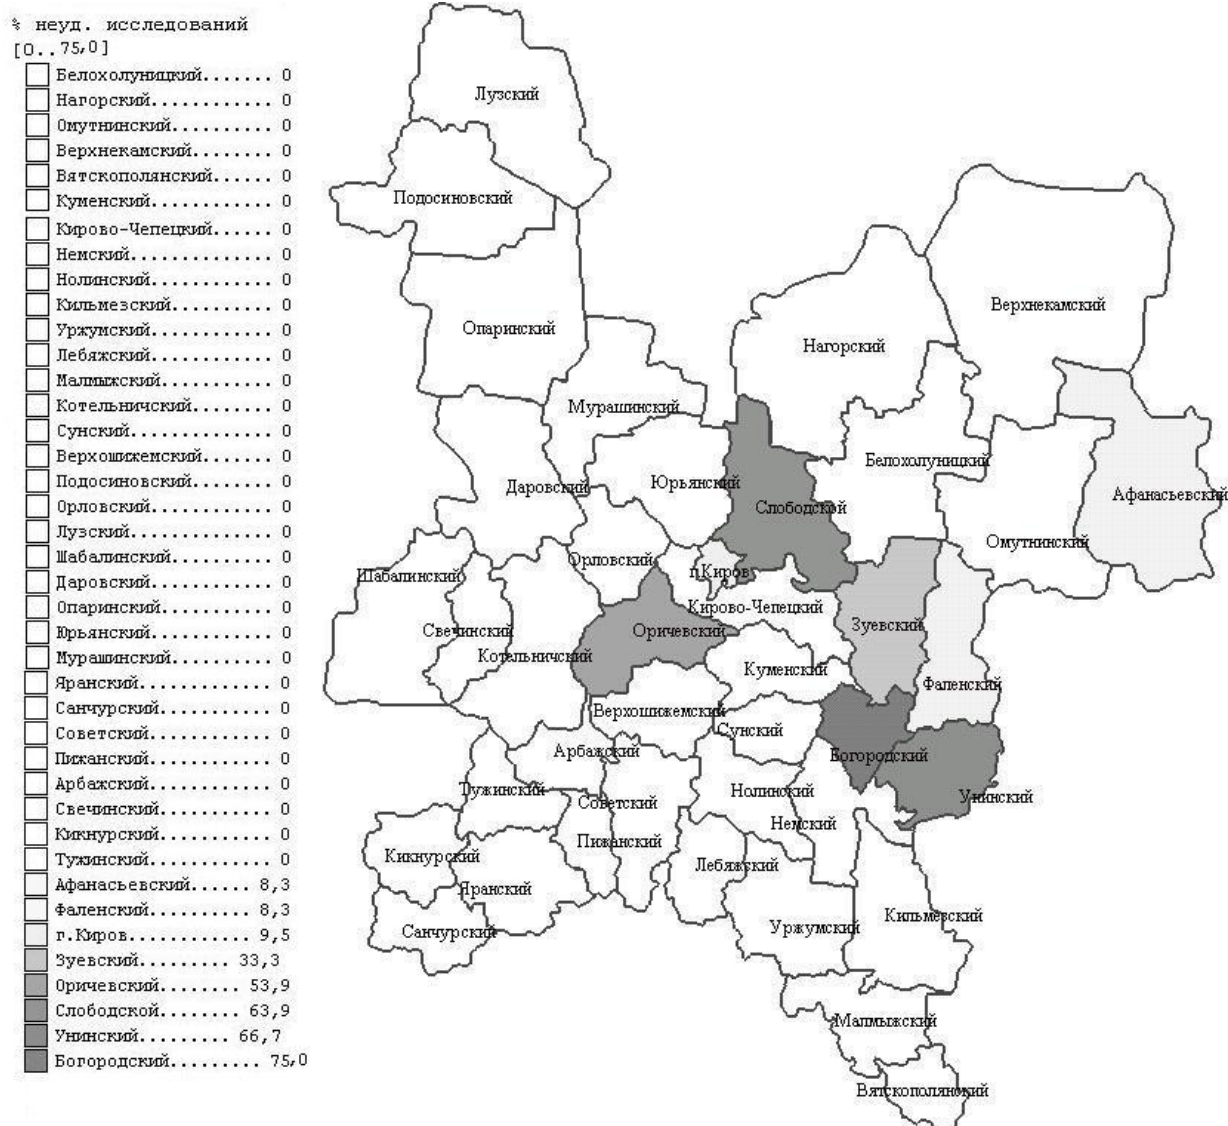 % неуд. исследований
[0..75,0]
Белохолуницкий....... 0
Нагорский............ 0
Омутнинский.......... 0
Верхнекамский........ 0
Вятскополянский...... 0
Куменский............ 0
Кирово-Чепецкий...... 0
Немский.............. 0
Нолинский............ 0
Кильмезский.......... 0
Уржумский............ 0
Лебяжский............ 0
Малмыжский........... 0
Котельничский........ 0
Сунский.............. 0
Верхошижемский....... 0
Подосиновский........ 0
Орловский............ 0
Лузский.............. 0
Шабалинский.......... 0
Даровский............ 0
Опаринский........... 0
Юрьянский............ 0
Мурашинский.......... 0
Яранский............. 0
Санчурский........... 0
Советский............ 0
Пижанский............ 0
Арбажский............ 0
Свечинский........... 0
Кикнурский........... 0
Тужинский............ 0
Афанасьевский...... 8,3
Фаленский.......... 8,3
г.Киров............ 9,5
Зуевский......... 33,3
Оричевский........ 53,9
Слободской........ 63,9
Унинский......... 66,7
Богородский......... 75,0
Лузский
Подосиновский
Опаринский
Верхнекамский
Нагорский
Мурашинский
Белохолуницкий
Юрьянский
Даровский
Афанасьевский
Слободской
Омутнинский
Орловский
г.Киров
Шабалинский
Кирово-Чепецкий
Зуевский
Свечинский
Оричевский
Котельничский
Куменский
Фаленский
Верхошижемский
Сунский
Арбажский
Богородский
Тужинский
Нолинский
Унинский
Советский
Немский
Пижанский
Кикнурский
Лебяжский
Яранский
Кильмезский
Уржумский
Санчурский
Малмыжский
Вятскополянский